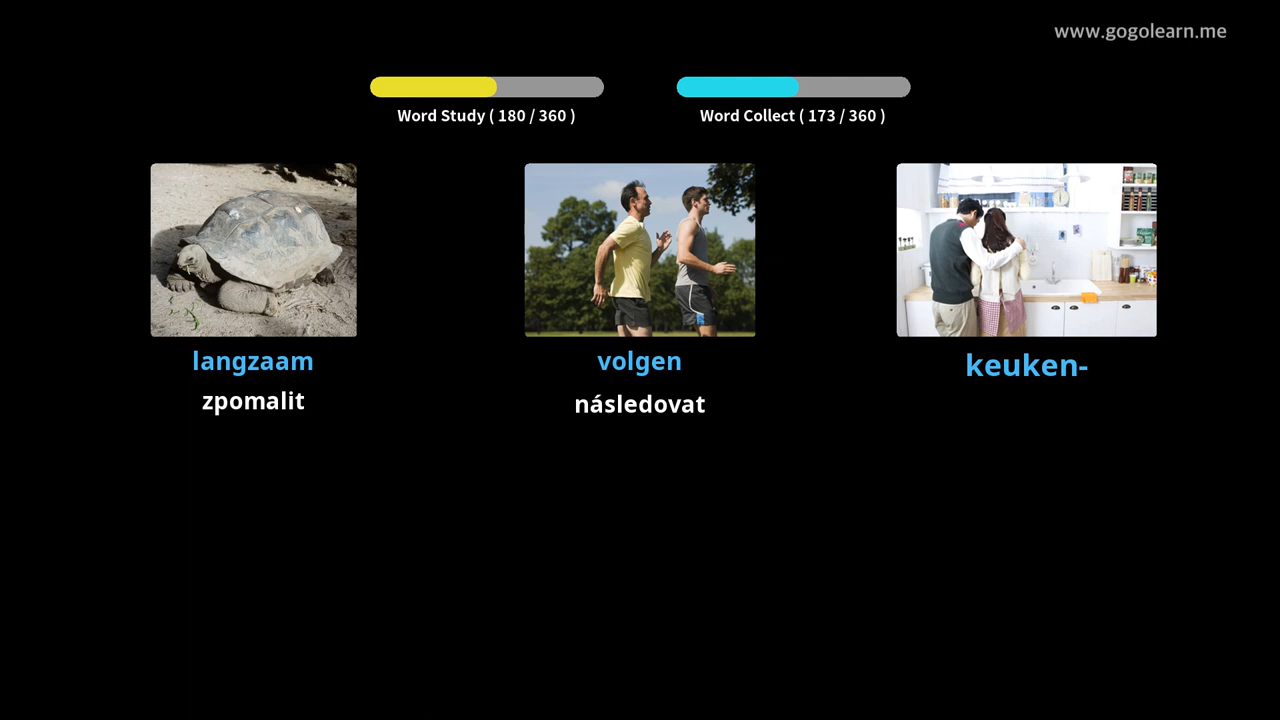 www.gogolearn.me
Word Study ( 180 / 360 )
Word Collect ( 173 / 360 )
langzaam
zpomalit
volgen
následovat
keuken-